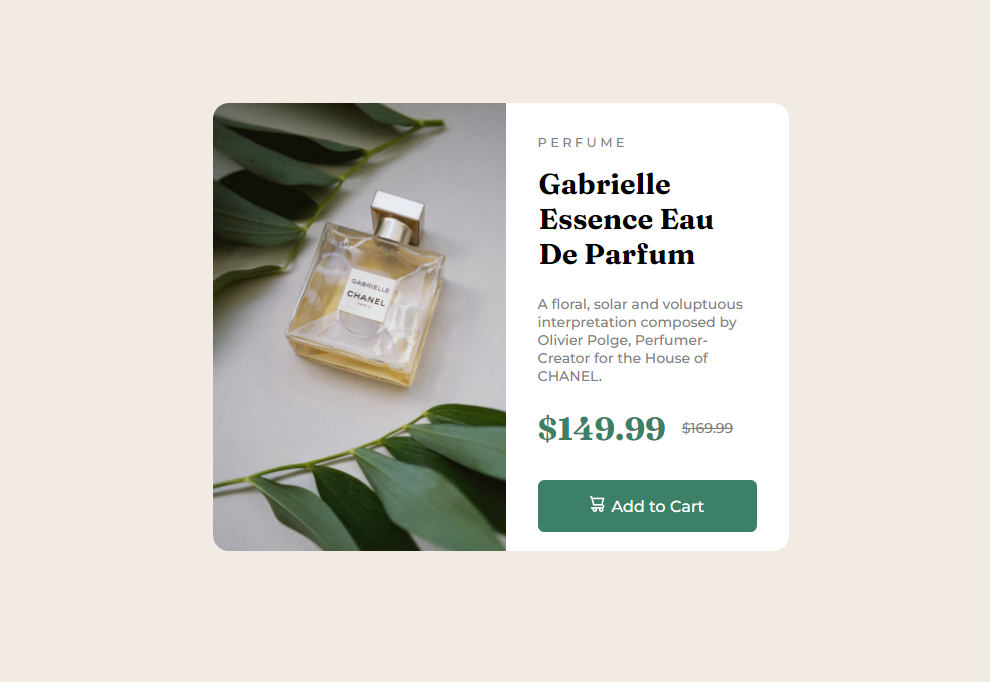 GABRIELLE
CHANEL
PARIS
PERFUME
Gabrielle
Essence Eau
De Parfum
A floral, solar and voluptuous
interpretation composed by
Olivier Polge, Perfumer-
Creator for the House of
CHANEL.
$149.99 $169.99
Add to Cart